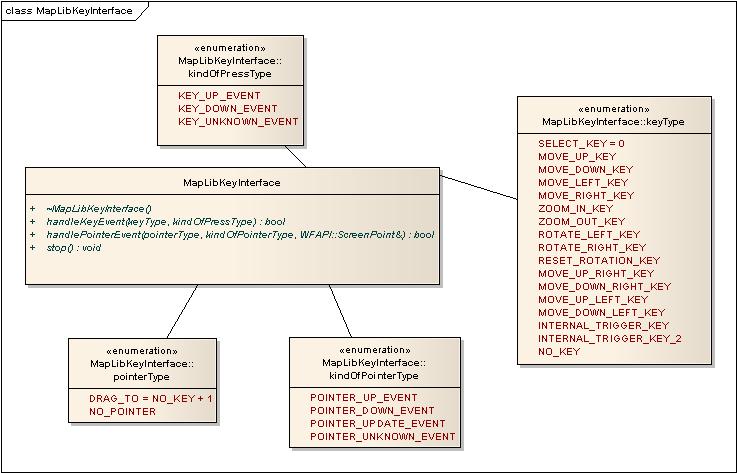 class MapLibKeyInterface
«enumeration»
MapLibKeyInterface::
kindOfPressType
KEY_UP_EVENT
KEY_DOWN_EVENT
KEY_UNKNOWN_EVENT
«enumeration»
MapLibKeyInterface::keyType
SELECT_KEY = 0
MOVE_UP_KEY
MOVE_DOWN_KEY
MOVE_LEFT_KEY
MOVE_RIGHT_KEY
ZOOM_IN_KEY
ZOOM_OUT_KEY
ROTATE_LEFT_KEY
ROTATE_RIGHT_KEY
RESET_ROTATION_KEY
MOVE_UP_RIGHT_KEY
MOVE_DOWN_RIGHT_KEY
MOVE_UP_LEFT_KEY
MOVE_DOWN_LEFT_KEY
INTERNAL_TRIGGER_KEY
INTERNAL_TRIGGER_KEY_2
NO_KEY
MapLibKeyInterface
+ ~MapLibKeyInterface()
+ handleKeyEvent(keyType, kindOfPressType) : bool
+ handlePointerEvent(pointerType, kindOfPointerType, WFAPI::ScreenPoint&) : bool
+ stop() : void
«enumeration»
MapLibKeyInterface::
pointerType
DRAG_TO = NO_KEY + 1
NO_POINTER
«enumeration»
MapLibKeyInterface::
kindOfPointerType
POINTER_UP_EVENT
POINTER_DOWN_EVENT
POINTER_UPDATE_EVENT
POINTER_UNKNOWN_EVENT